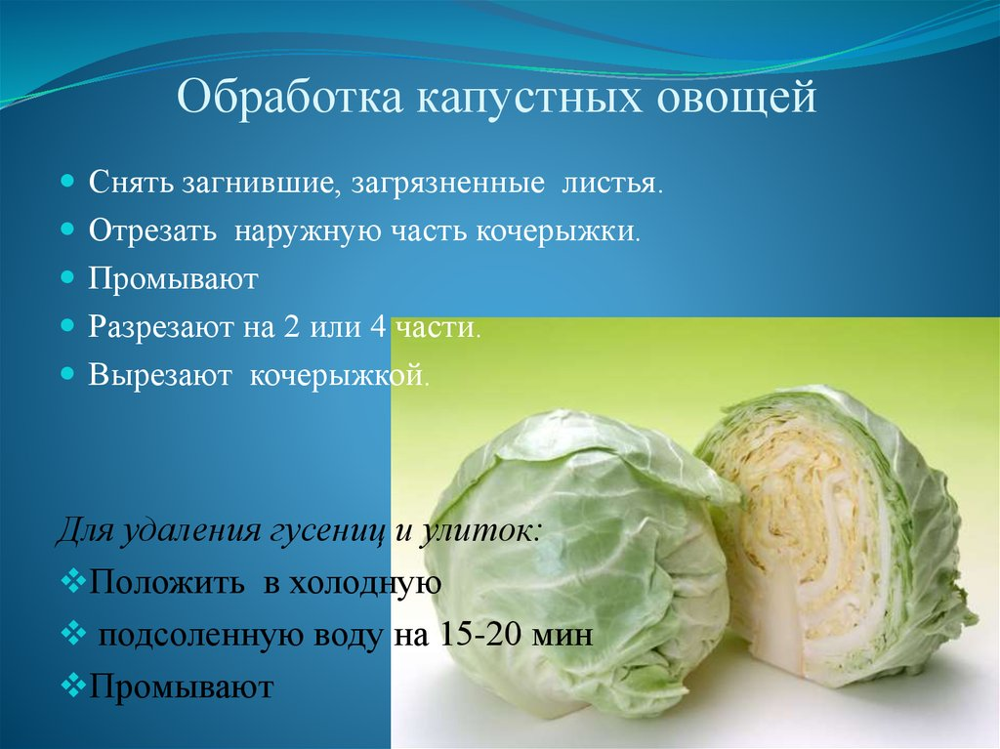 Обработка капустных овощей
Снять загнившие, загрязненные листья.
Отрезать наружную часть кочерыжки.
Промывают
Разрезают на 2 или 4 части.
Вырезают кочерыжкой.
Для удаления гусениц и улиток:
Положить в холодную
подсоленную воду на 15-20 мин
Промывают